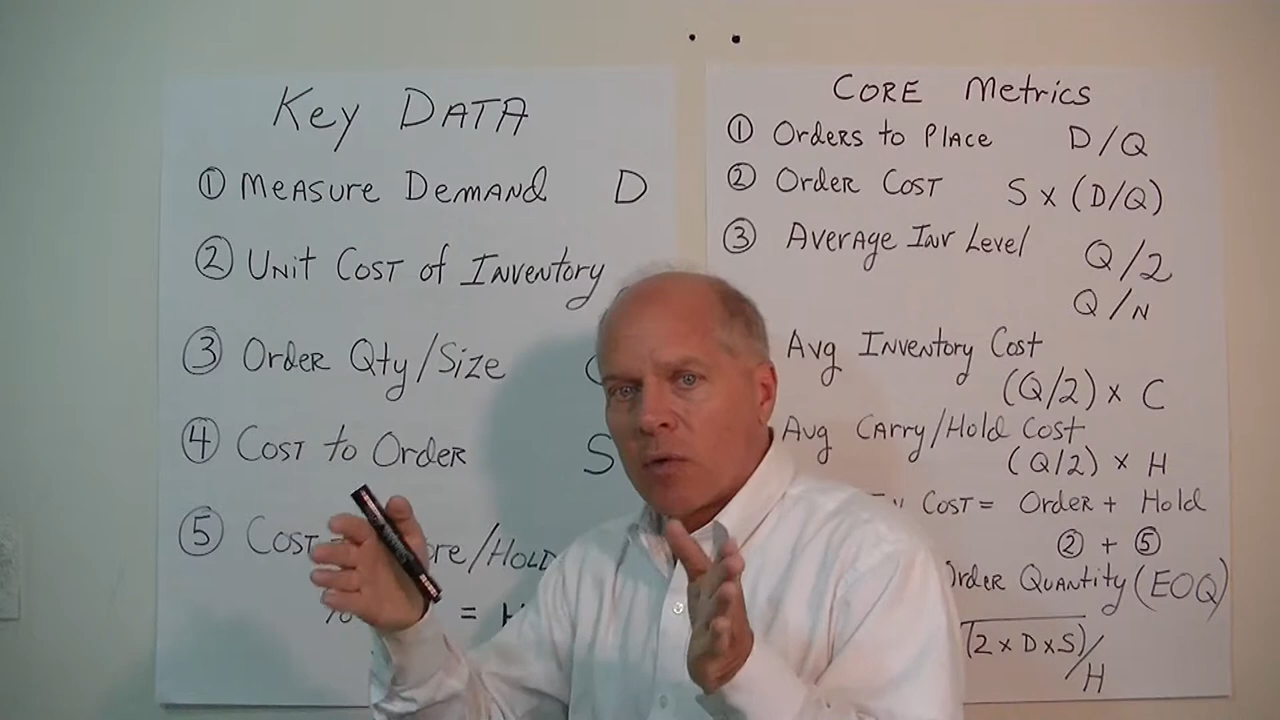 Key DATA
① Measure Demand D
② Unit Cost of Inventory
③ Order Qty/Size
④ Cost to Order S
⑤ Cost /Hold
% = H
CORE Metrics
① Orders to Place D/Q
② Order Cost S x (D/Q)
③ Average Inv Level Q/2
Q/N
Avg Inventory Cost
(Q/2) x C
Avg Carry/Hold Cost
(Q/2) x H
Cost = Order + Hold
② + ⑤
Order Quantity (EOQ)
(2 x D x S)/H